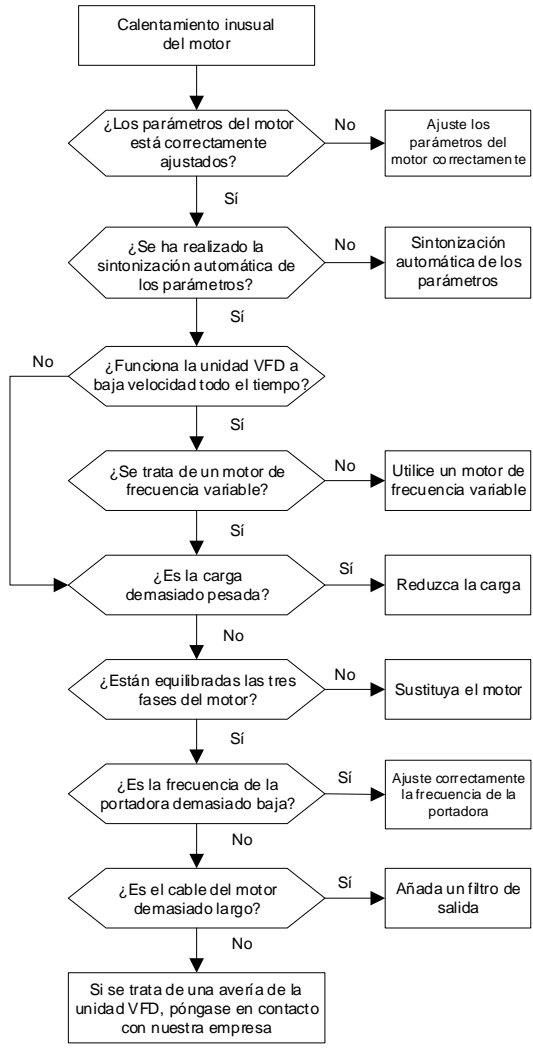 Calentamiento inusual
del motor
¿Los parámetros del motor
está correctamente
ajustados?
No
Ajuste los
parámetros del
motor correctamente
Sí
¿Se ha realizado la
sintonización automática de
los parámetros?
No
Sintonización
automática de los
parámetros
Sí
No
¿Funciona la unidad VFD a
baja velocidad todo el tiempo?
Sí
¿Se trata de un motor de
frecuencia variable?
No
Utilice un motor de
frecuencia variable
Sí
¿Es la carga
demasiado pesada?
Sí
Reduzca la carga
No
¿Están equilibradas las tres
fases del motor?
No
Sustituya el motor
Sí
¿Es la frecuencia de la
portadora demasiado baja?
Sí
Ajuste correctamente
la frecuencia de la
portadora
No
¿Es el cable del motor
demasiado largo?
Sí
Añada un filtro de
salida
No
Si se trata de una avería de la
unidad VFD, póngase en contacto
con nuestra empresa